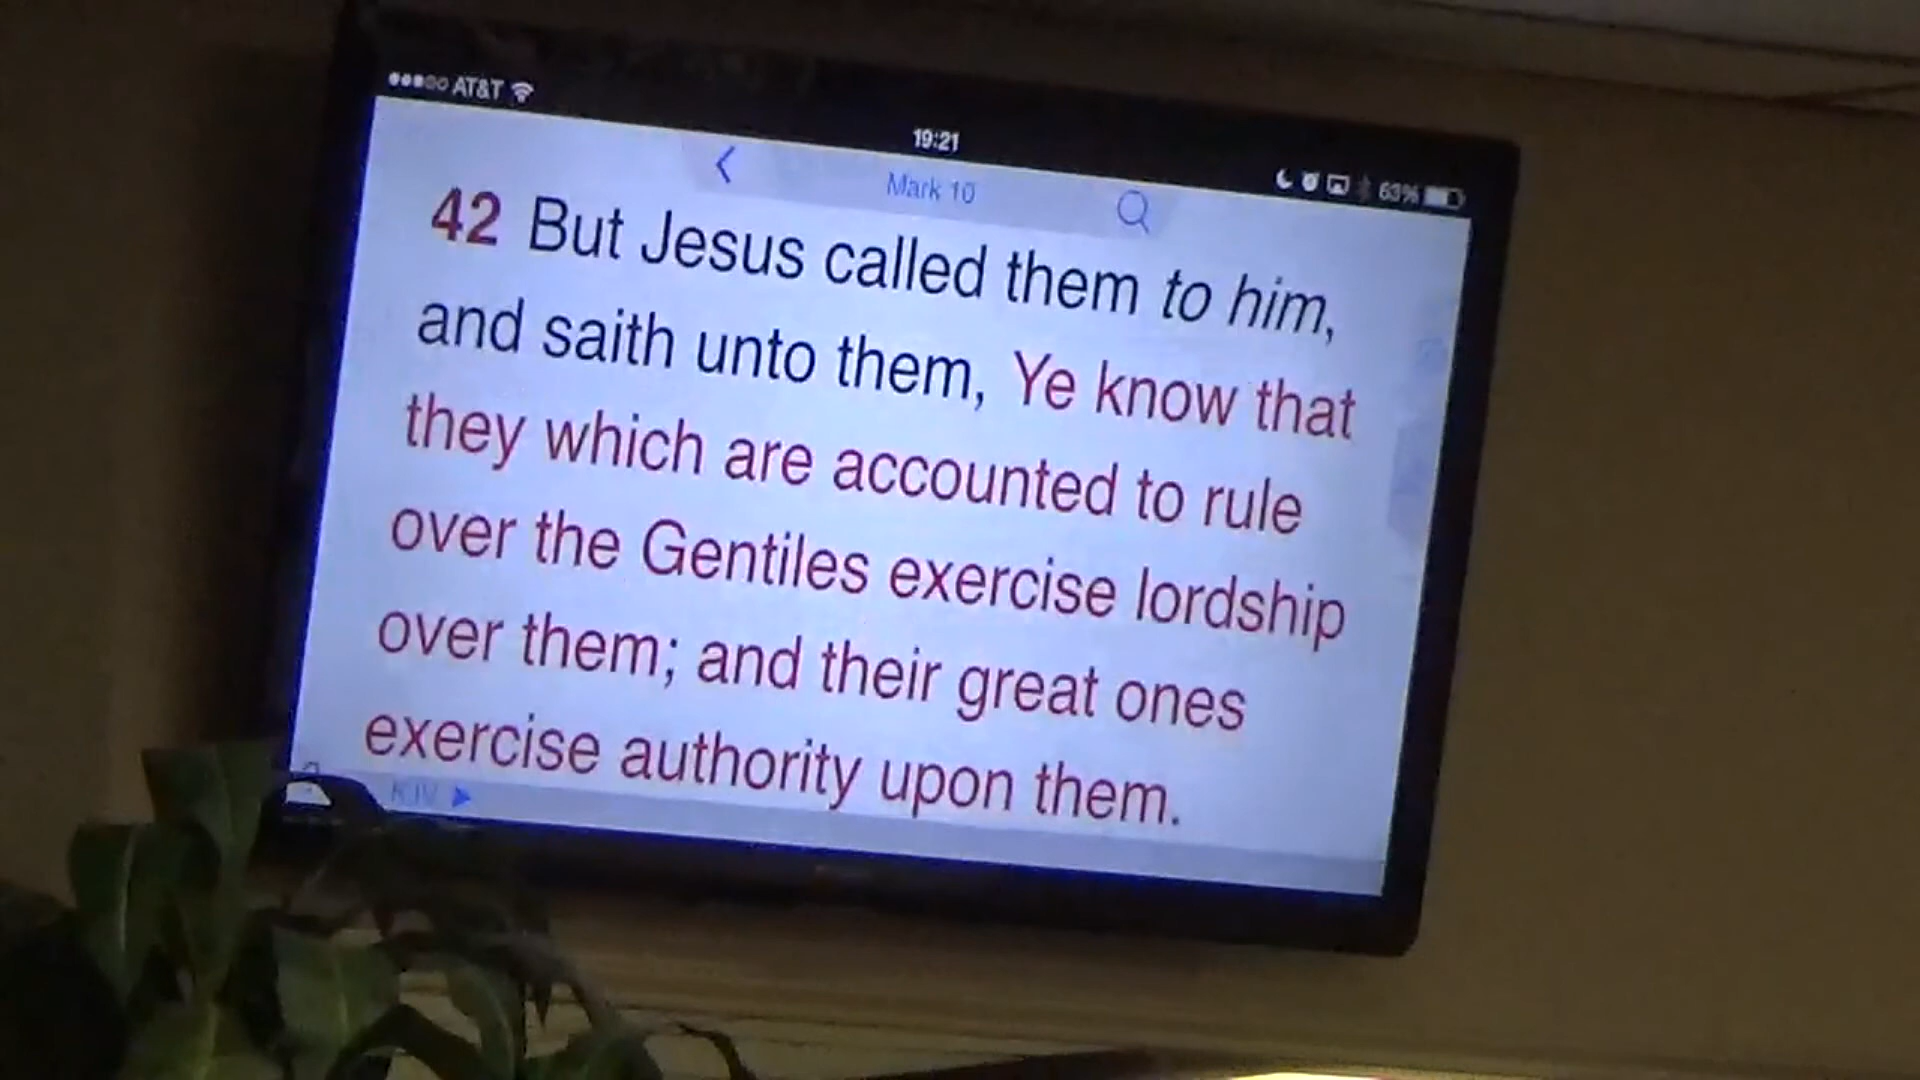 AT&T
19:21
63%
Mark 10
42 But Jesus called them to him,
and saith unto them, Ye know that
they which are accounted to rule
over the Gentiles exercise lordship
over them; and their great ones
exercise authority upon them.
KJV